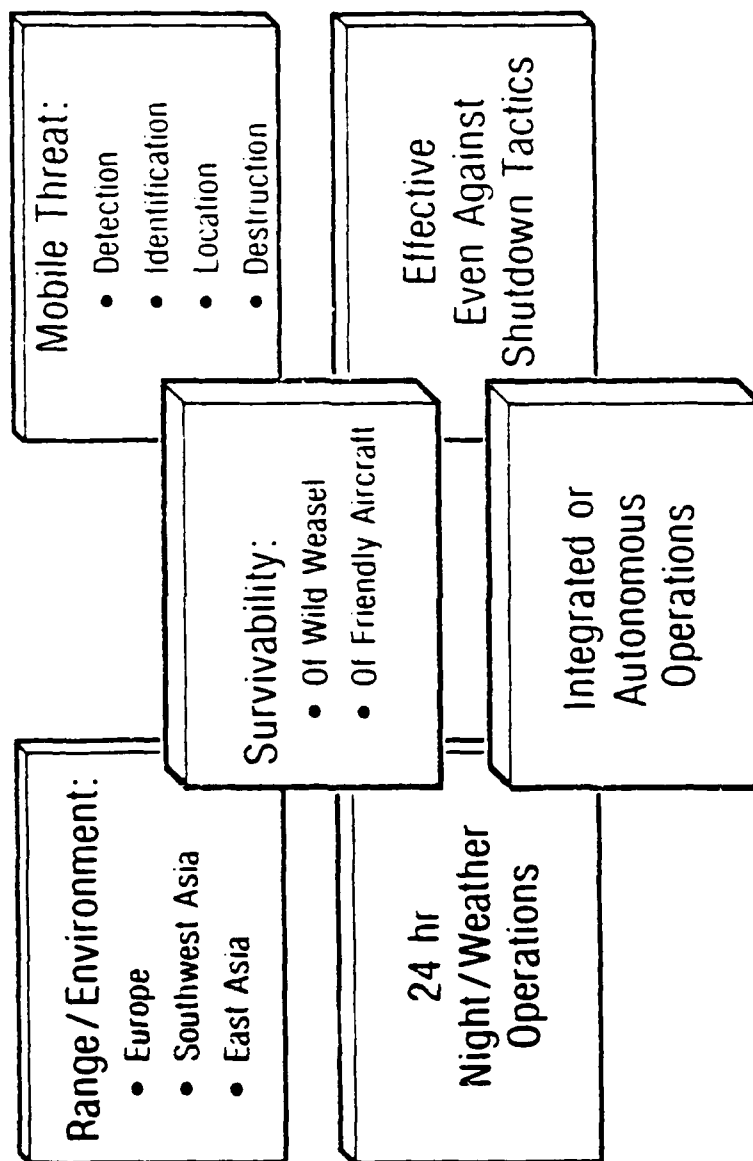 Range/Environment:
• Europe
• Southwest Asia
• East Asia
Mobile Threat:
• Detection
• Identification
• Location
• Destruction
Survivability:
• Of Wild Weasel
• Of Friendly Aircraft
24 hr
Night/Weather
Operations
Effective
Even Against
Shutdown Tactics
Integrated or
Autonomous
Operations